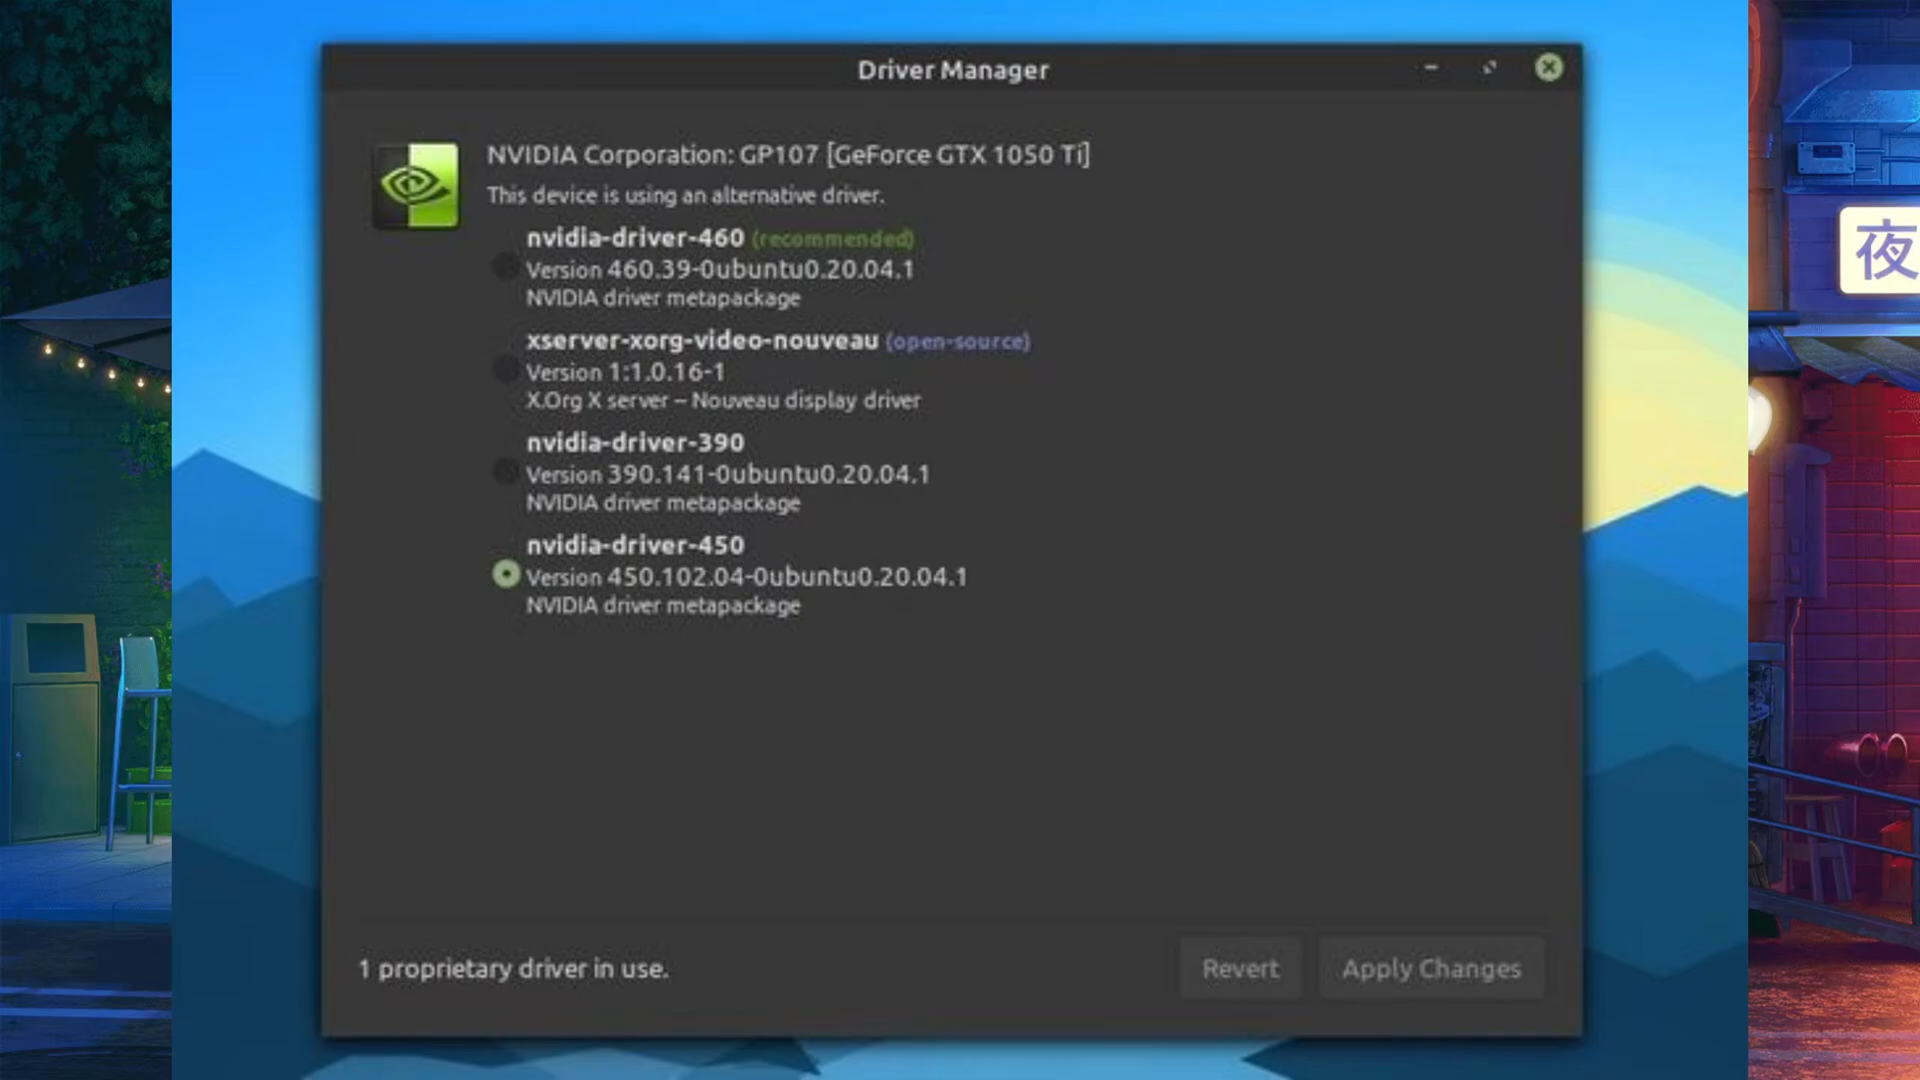 Driver Manager
NVIDIA Corporation: GP107 [GeForce GTX 1050 Ti]
This device is using an alternative driver.
nvidia-driver-460 (recommended)
Version 460.39-0ubuntu0.20.04.1
NVIDIA driver metapackage
xserver-xorg-video-nouveau (open-source)
Version 1:1.0.16-1
X.Org X server -- Nouveau display driver
nvidia-driver-390
Version 390.141-0ubuntu0.20.04.1
NVIDIA driver metapackage
nvidia-driver-450
Version 450.102.04-0ubuntu0.20.04.1
NVIDIA driver metapackage
1 proprietary driver in use.
Revert
Apply Changes
夜